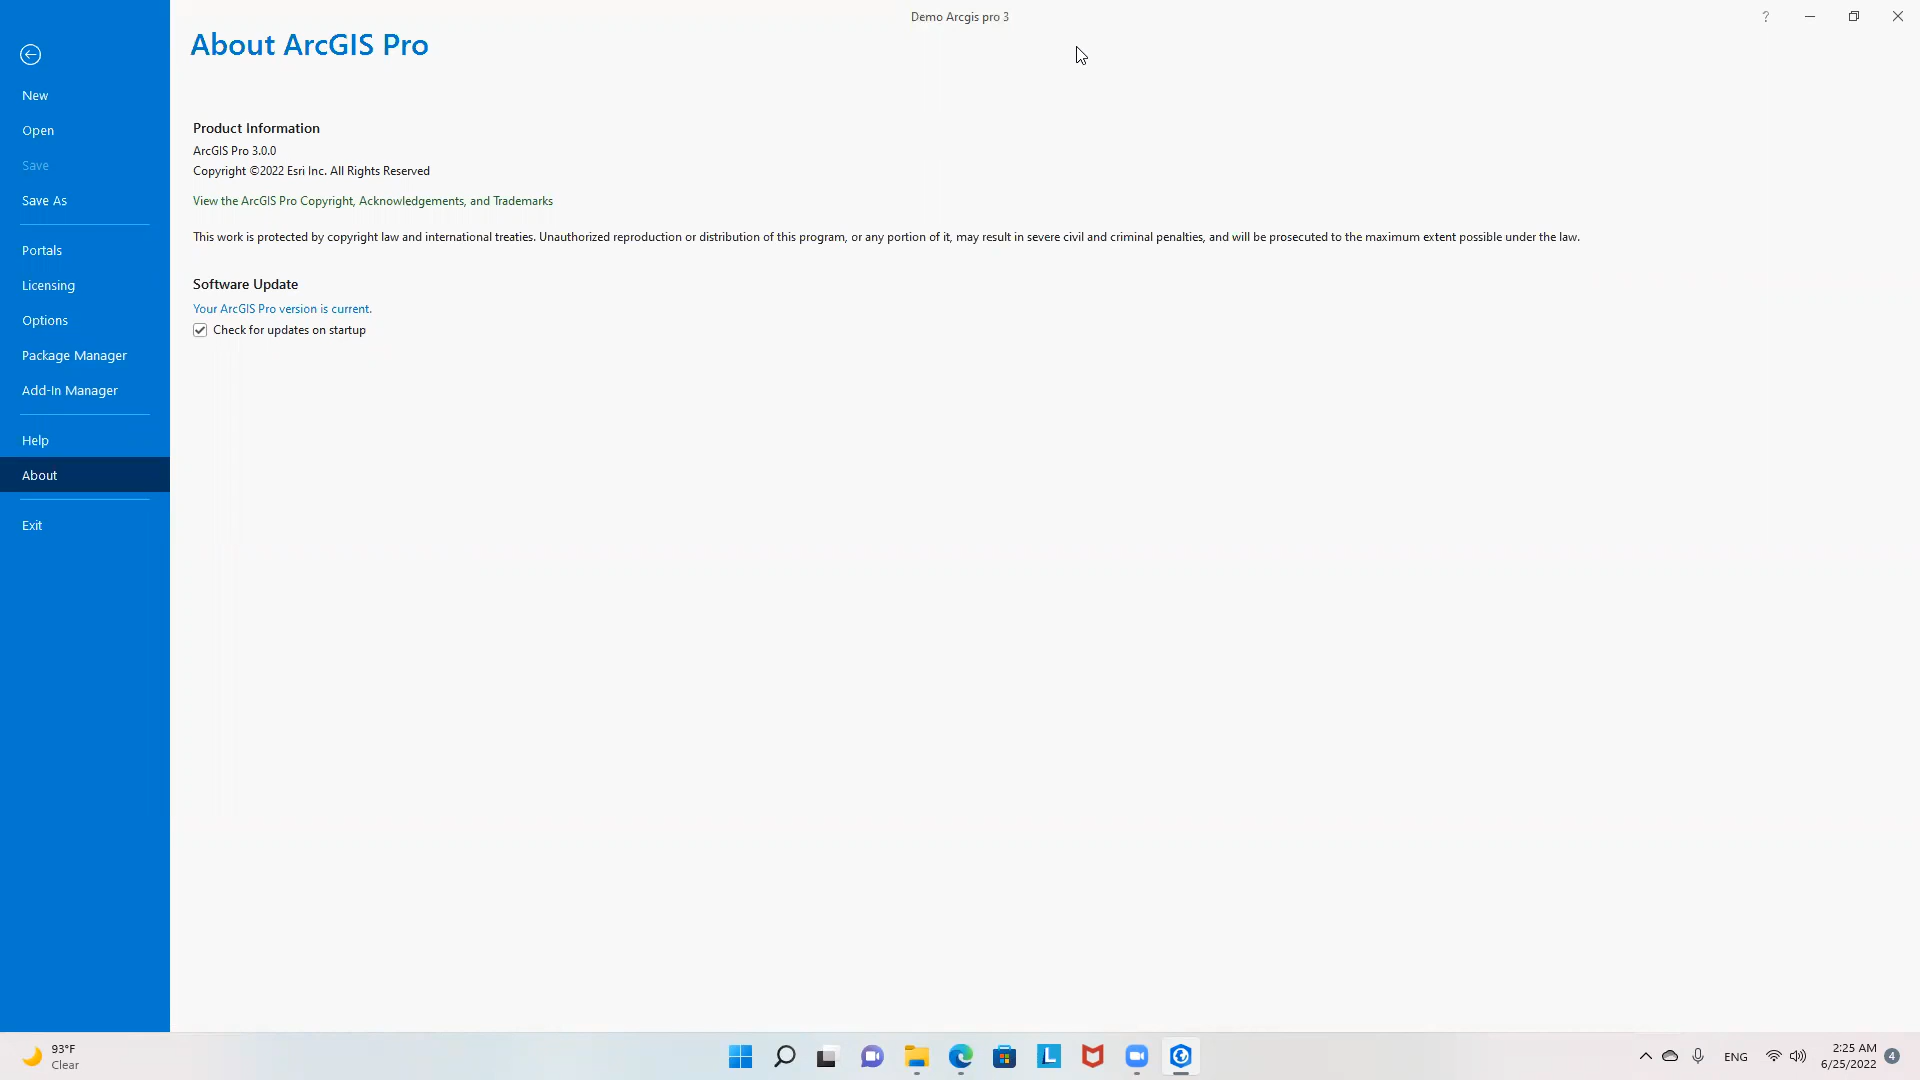 Demo Arcgis pro 3
?
About ArcGIS Pro
New
Open
Save
Save As
Portals
Licensing
Options
Package Manager
Add-In Manager
Help
About
Exit
Product Information
ArcGIS Pro 3.0.0
Copyright ©2022 Esri Inc. All Rights Reserved
View the ArcGIS Pro Copyright, Acknowledgements, and Trademarks
This work is protected by copyright law and international treaties. Unauthorized reproduction or distribution of this program, or any portion of it, may result in severe civil and criminal penalties, and will be prosecuted to the maximum extent possible under the law.
Software Update
Your ArcGIS Pro version is current.
Check for updates on startup
93°F
Clear
L
ENG
2:25 AM
6/25/2022
4